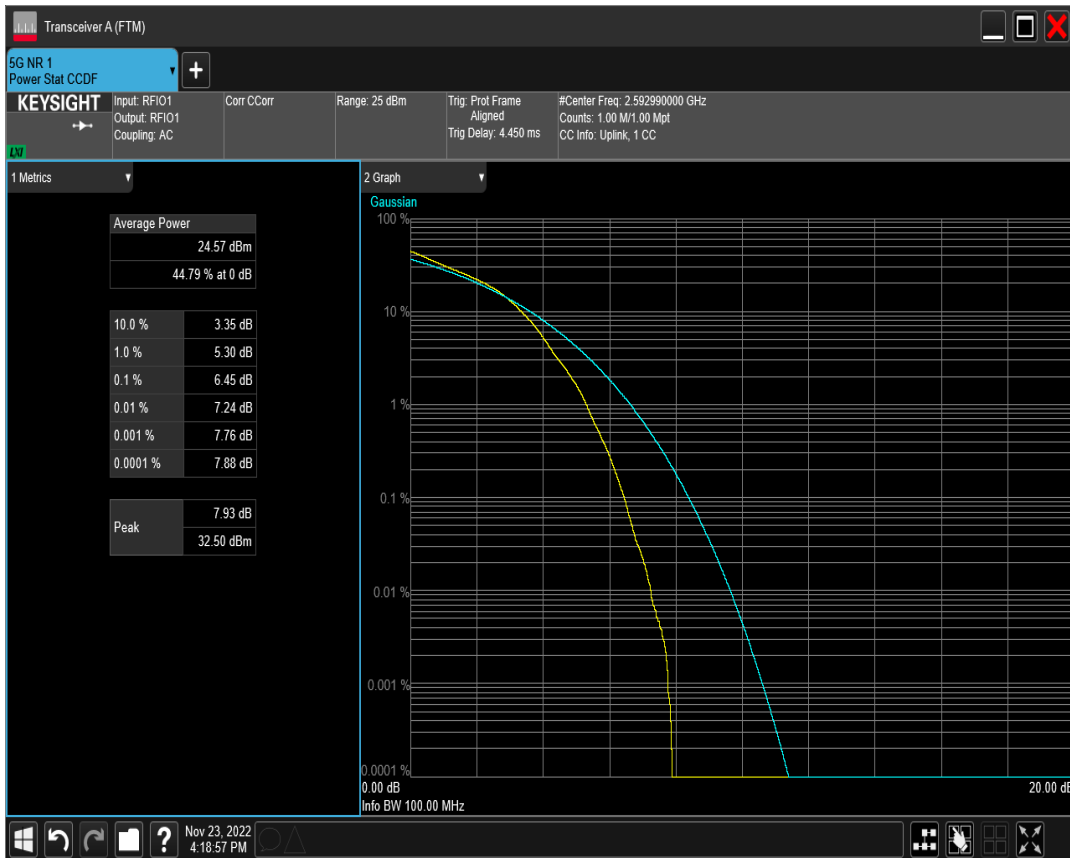 Transceiver A (FTM)
5G NR 1
Power Stat CCDF
+
KEYSIGHT
LXI
Input: RFIO1
Output: RFIO1
Coupling: AC
Corr CCorr
Range: 25 dBm
Trig: Prot Frame
Aligned
Trig Delay: 4.450 ms
#Center Freq: 2.592990000 GHz
Counts: 1.00 M/1.00 Mpt
CC Info: Uplink, 1 CC
1 Metrics
Average Power
24.57 dBm
44.79 % at 0 dB
10.0 % 3.35 dB
1.0 % 5.30 dB
0.1 % 6.45 dB
0.01 % 7.24 dB
0.001 % 7.76 dB
0.0001 % 7.88 dB
Peak
7.93 dB
32.50 dBm
2 Graph
Gaussian
100 %
10 %
1 %
0.1 %
0.01 %
0.001 %
0.0001 %
0.00 dB 20.00 dB
Info BW 100.00 MHz
?
Nov 23, 2022
4:18:57 PM